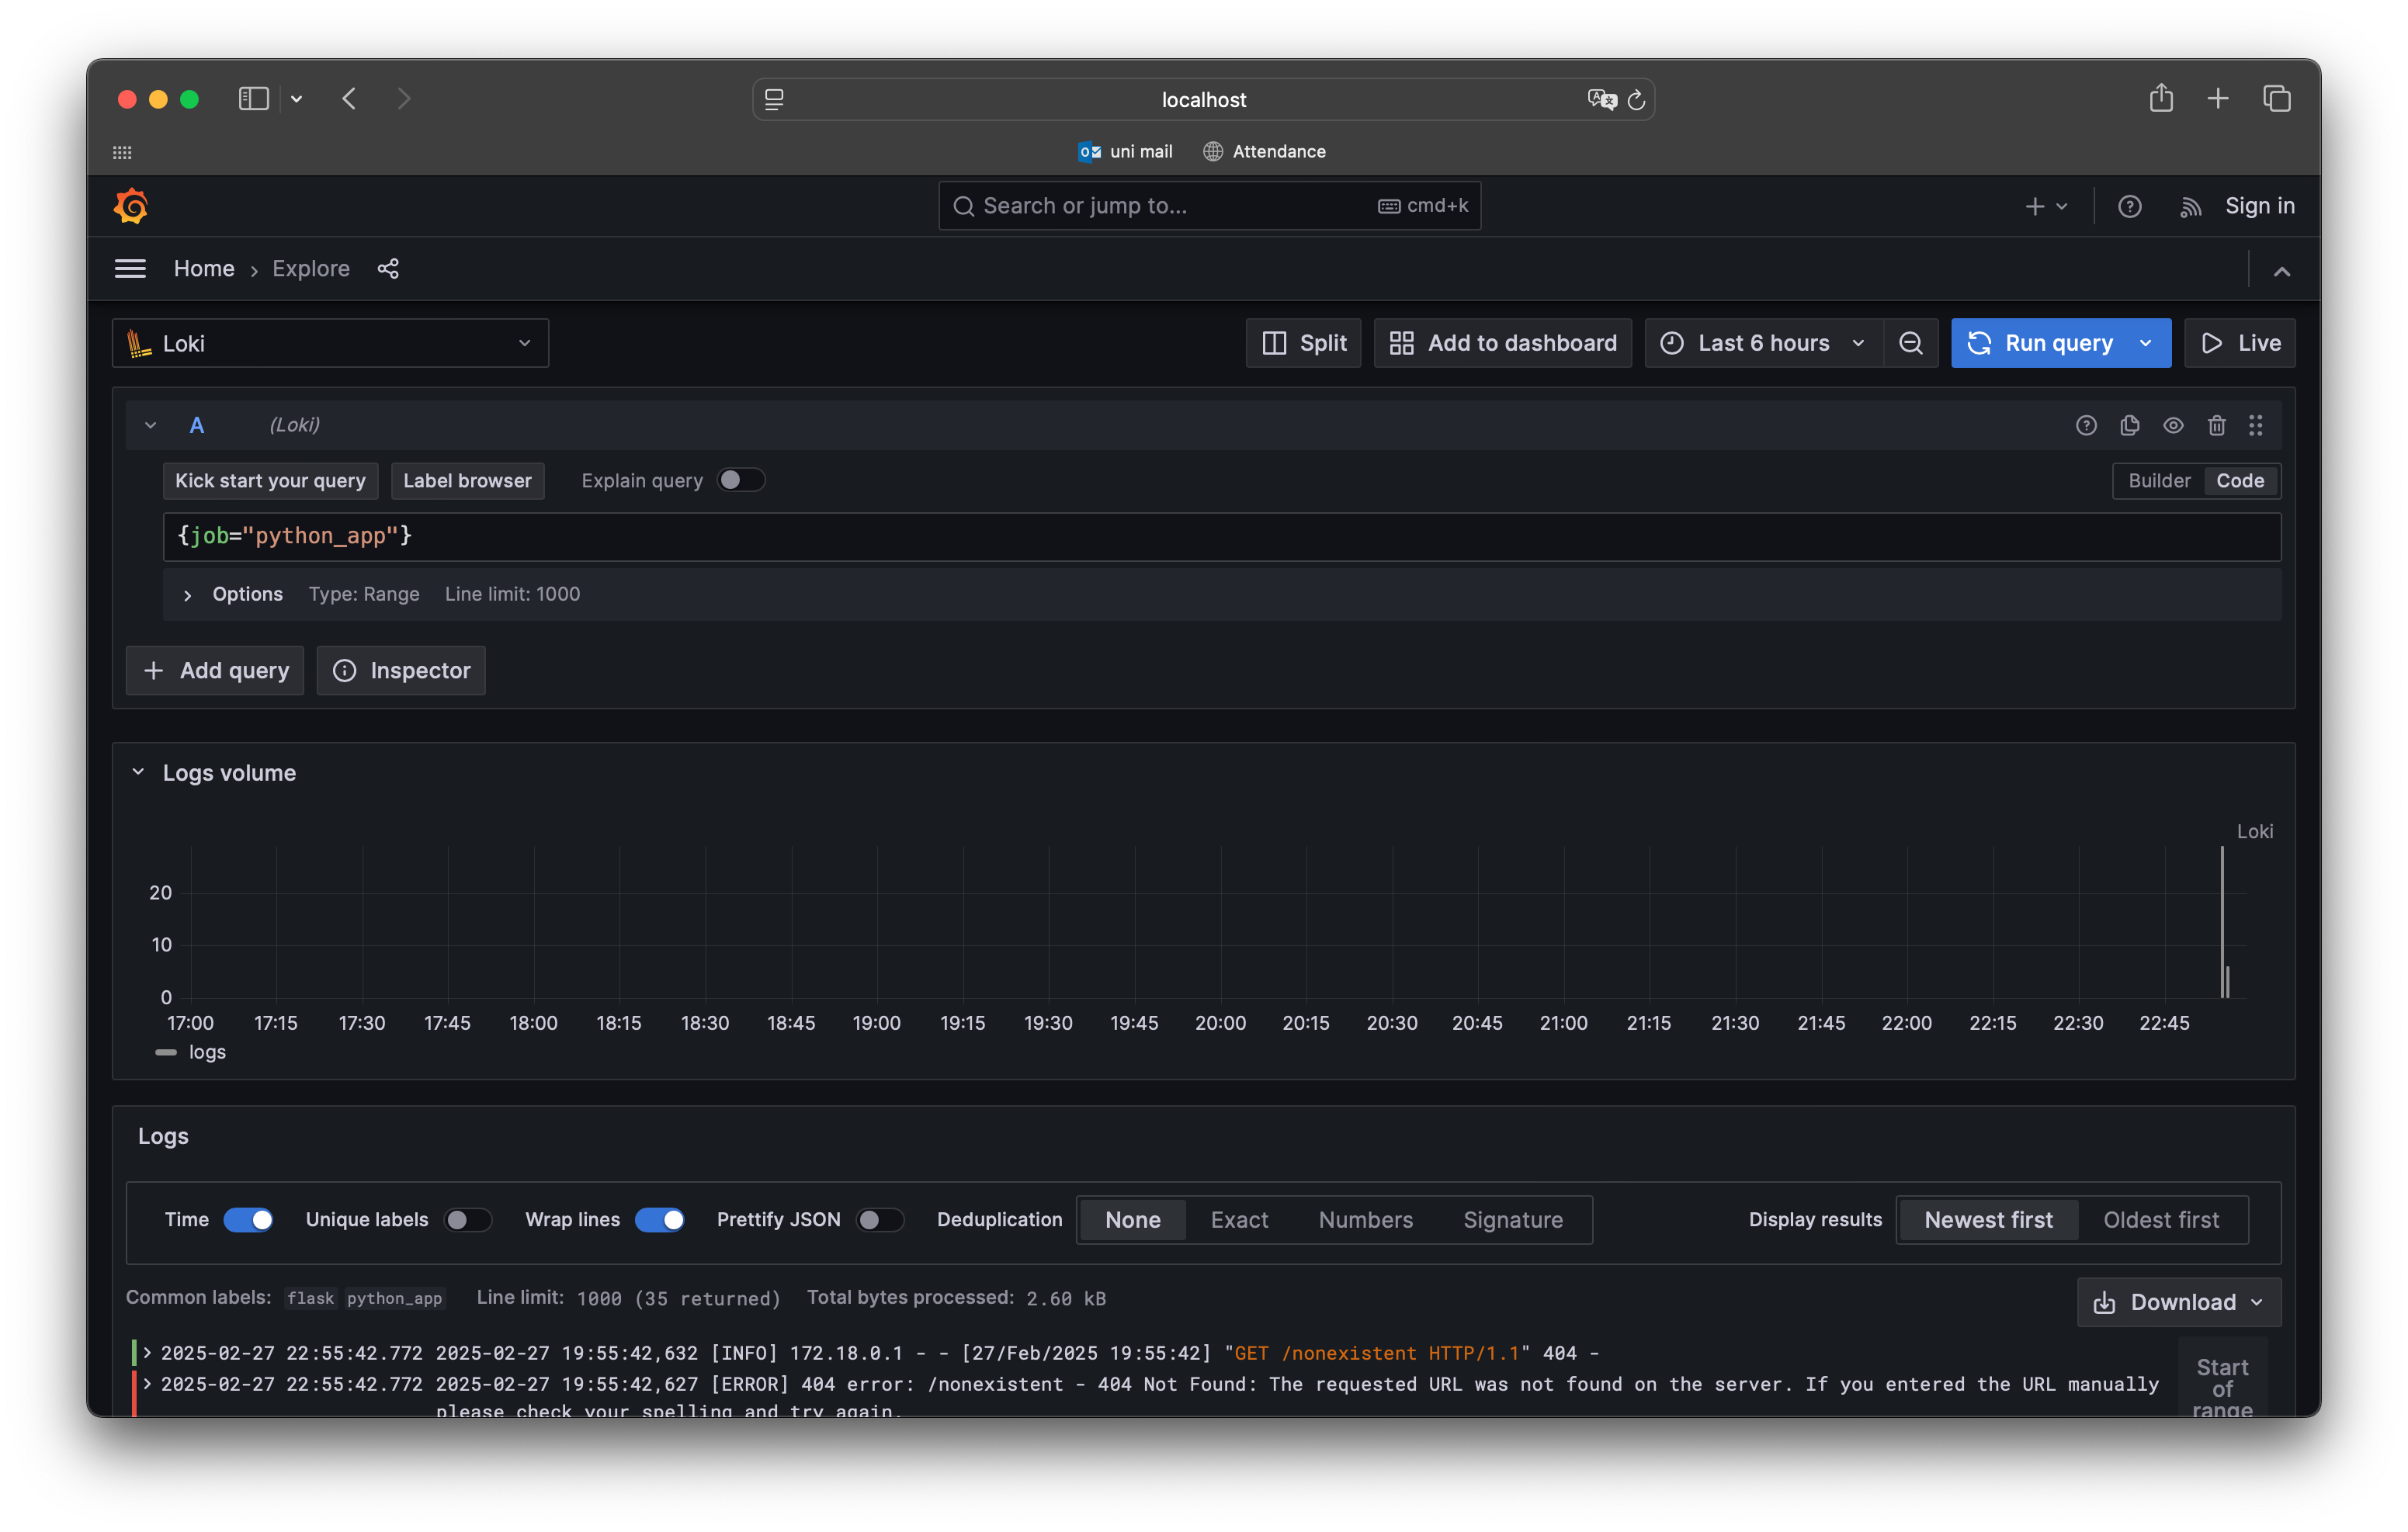 localhost
uni mail Attendance
Search or jump to... cmd+k Sign in
Home › Explore
Loki Split Add to dashboard Last 6 hours Run query Live
A (Loki)
Kick start your query Label browser Explain query Builder Code
{job="python_app"}
Options Type: Range Line limit: 1000
+ Add query Inspector
Logs volume
Loki
20
10
0
17:00 17:15 17:30 17:45 18:00 18:15 18:30 18:45 19:00 19:15 19:30 19:45 20:00 20:15 20:30 20:45 21:00 21:15 21:30 21:45 22:00 22:15 22:30 22:45
logs
Logs
Time Unique labels Wrap lines Prettify JSON Deduplication None Exact Numbers Signature Display results Newest first Oldest first
Common labels: flask python_app Line limit: 1000 (35 returned) Total bytes processed: 2.60 kB Download
2025-02-27 22:55:42.772 2025-02-27 19:55:42,632 [INFO] 172.18.0.1 - - [27/Feb/2025 19:55:42] "GET /nonexistent HTTP/1.1" 404 -
2025-02-27 22:55:42.772 2025-02-27 19:55:42,627 [ERROR] 404 error: /nonexistent - 404 Not Found: The requested URL was not found on the server. If you entered the URL manually
please check your spelling and try again.
Start
of
range